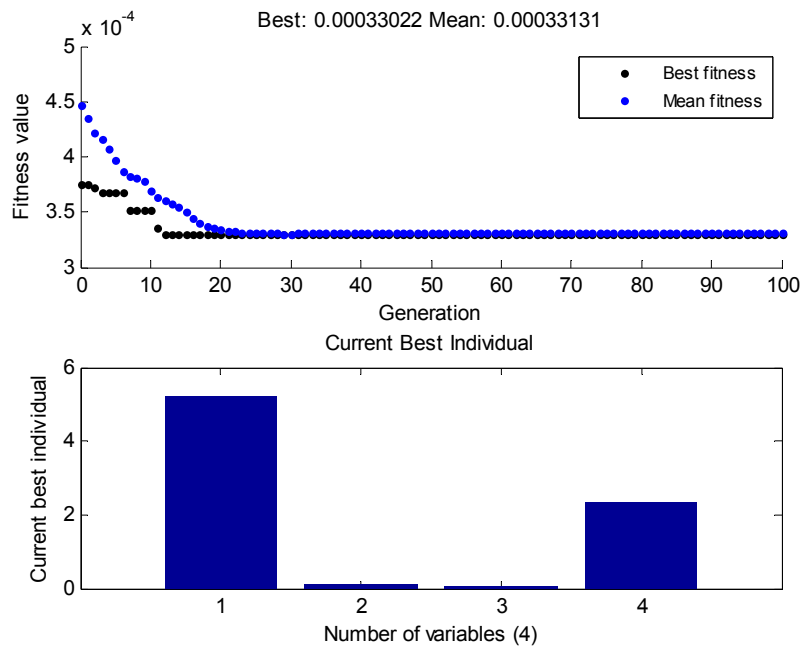 Best: 0.00033022 Mean: 0.00033131
x 10^-4
5
4.5
4
3.5
3
Fitness value
Best fitness
Mean fitness
0 10 20 30 40 50 60 70 80 90 100
Generation
Current Best Individual
6
4
2
0
Current best individual
1 2 3 4
Number of variables (4)